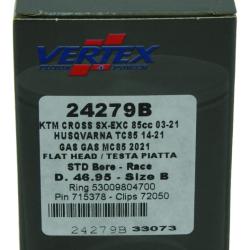 VERTEX
24279B
KTM CROSS SX-EXC 85cc 03-21
HUSQVARNA TC85 14-21
GAS GAS MC85 2021
FLAT HEAD / TESTA PIATTA
STD Bore - Race
D. 46.95 - Size B
Ring 53009804700
Pin 715378 - Clips 72050
24279B 33073